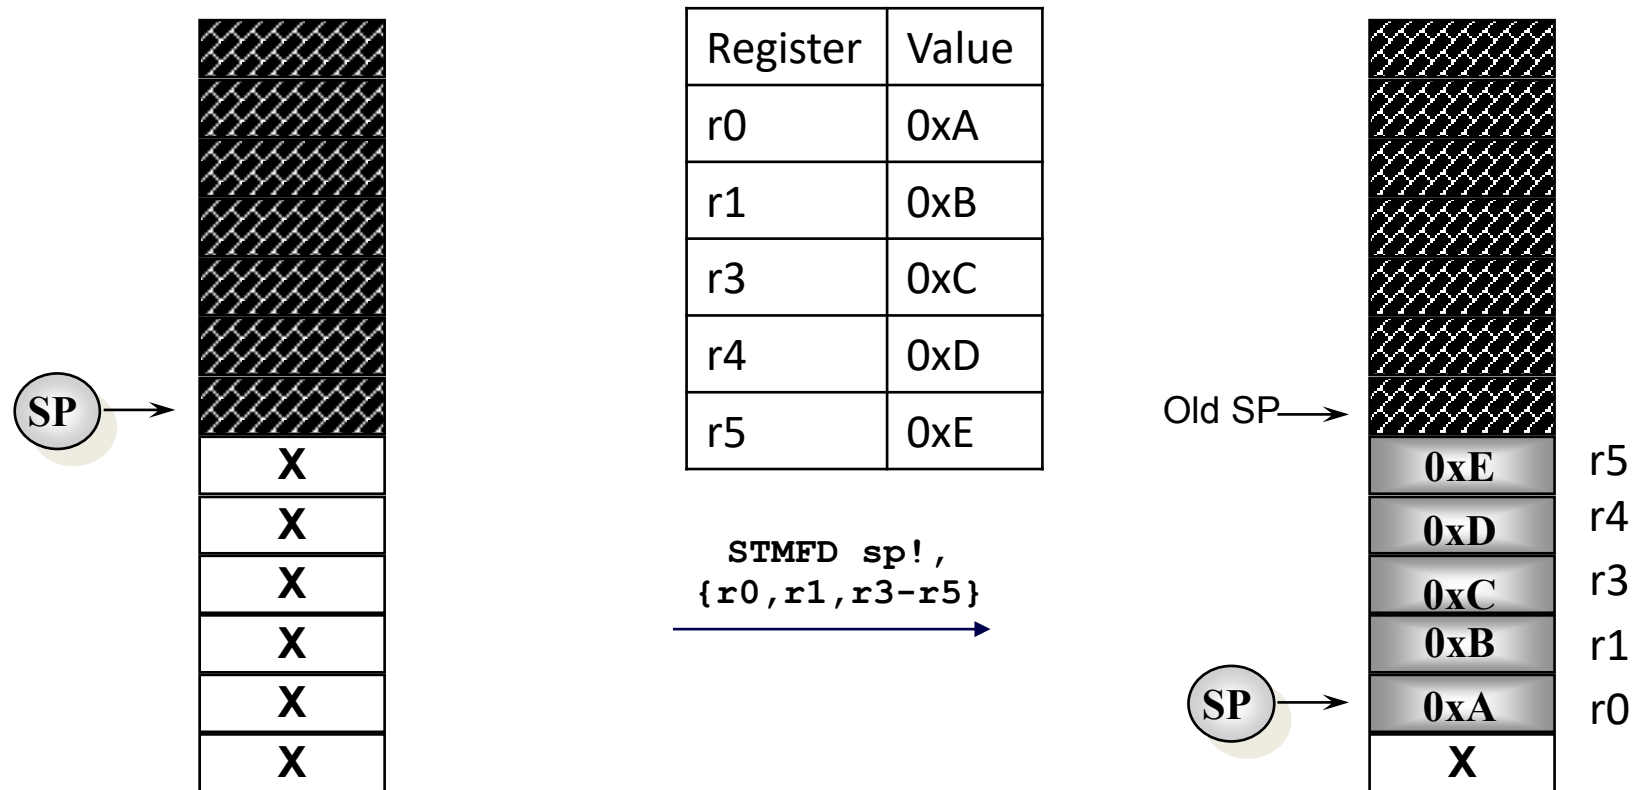 SP
X
X
X
X
X
X
Register Value
r0 0xA
r1 0xB
r3 0xC
r4 0xD
r5 0xE
STMFD sp!,
{r0,r1,r3-r5}
Old SP
0xE r5
0xD r4
0xC r3
0xB r1
SP 0xA r0
X